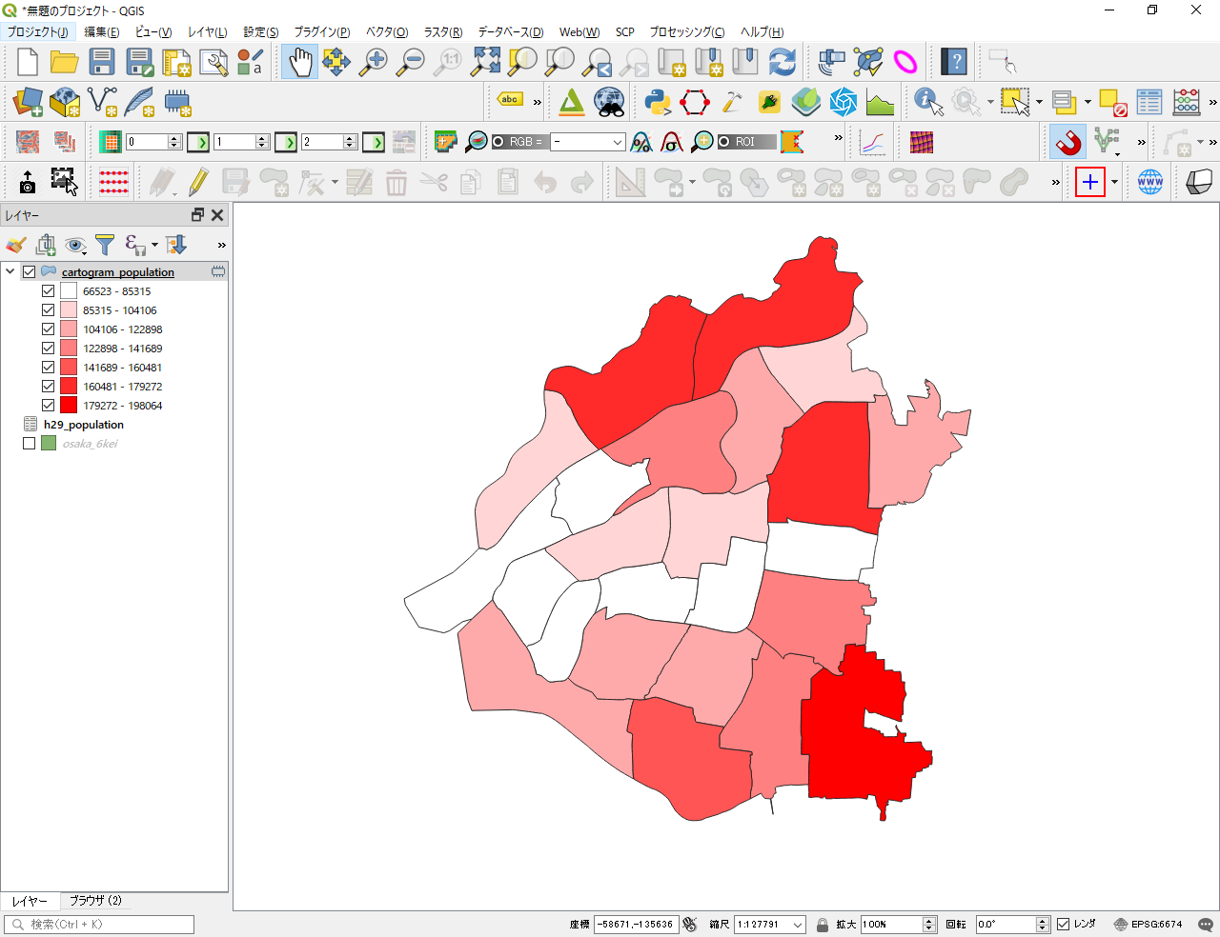 *無題のプロジェクト - QGIS
プロジェクト(J) 編集(E) ビュー(V) レイヤ(L) 設定(S) プラグイン(P) ベクタ(O) ラスタ(R) データベース(D) Web(W) SCP プロセッシング(C) ヘルプ(H)
1:1
a
abc »
0 1 2 RGB = - ROI »
» www
レイヤー
»
cartogram_population
66523 - 85315
85315 - 104106
104106 - 122898
122898 - 141689
141689 - 160481
160481 - 179272
179272 - 198064
h29_population
osaka_6kei
レイヤー ブラウザ (2)
検索(Ctrl + K) 座標 -58671,-135636 縮尺 1:127791 拡大 100% 回転 0.0° レンダ EPSG:6674